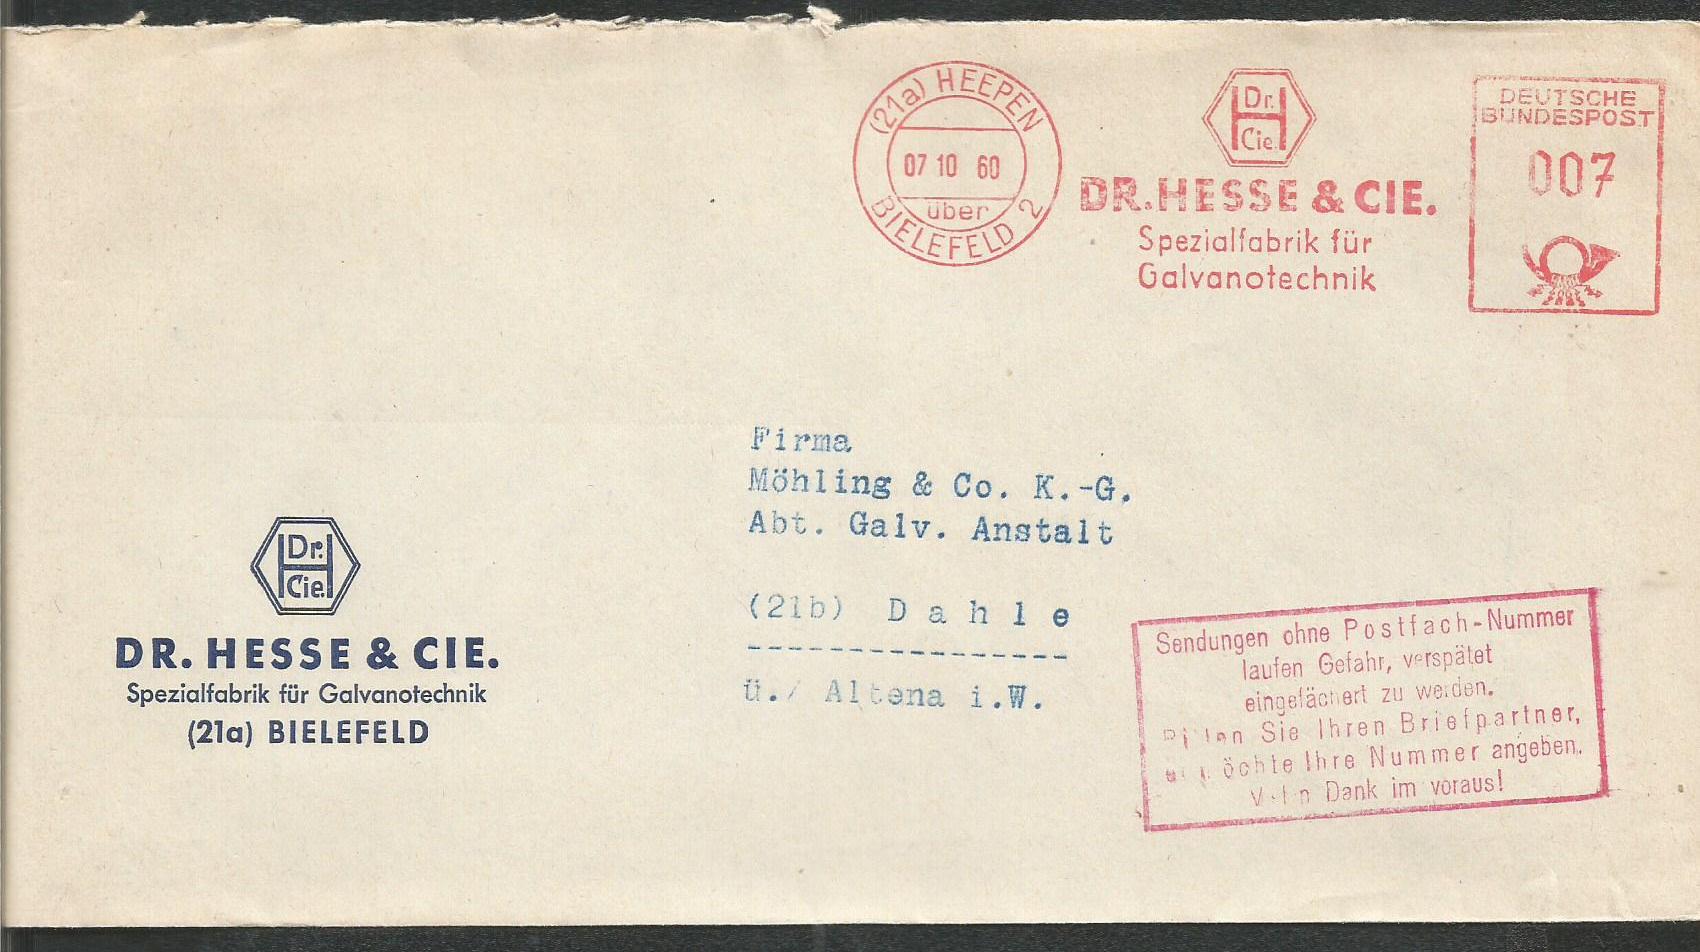 (21a) HEEPEN
07 10 60
über
BIELEFELD 2
Dr.
H
Cie.
DR. HESSE & CIE.
Spezialfabrik für
Galvanotechnik
DEUTSCHE
BUNDESPOST
007
Firma
Möhling & Co. K.-G.
Abt. Galv. Anstalt
(21b) Dahle
ü./ Altena i.W.
Dr.
H
Cie.
DR. HESSE & CIE.
Spezialfabrik für Galvanotechnik
(21a) BIELEFELD
Sendungen ohne Postfach-Nummer
laufen Gefahr, verspätet
eingefächert zu werden.
Sie Ihren Briefpartner,
Ihre Nummer angeben.
Dank im voraus!